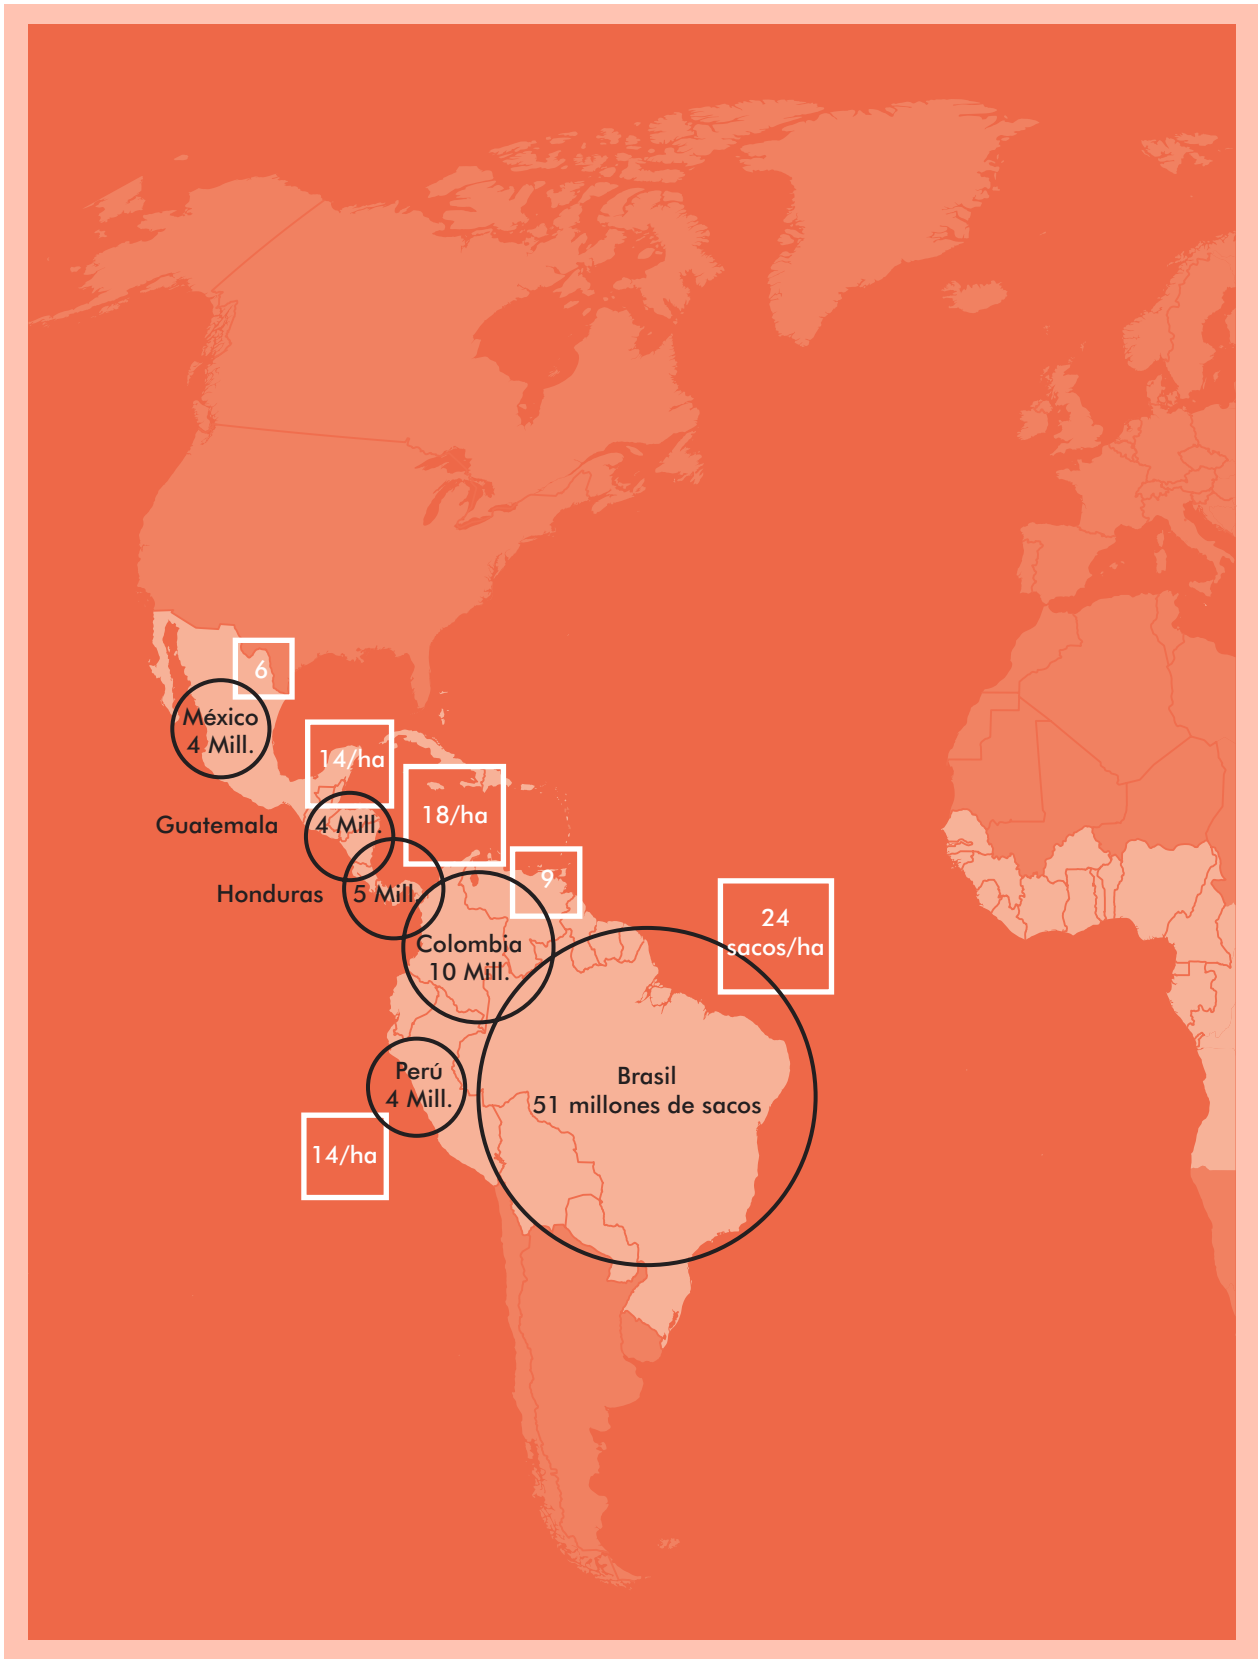 6
México
4 Mill.
14/ha
18/ha
Guatemala
4 Mill.
9
Honduras
5 Mill.
24
sacos/ha
Colombia
10 Mill.
Perú
4 Mill.
Brasil
51 millones de sacos
14/ha